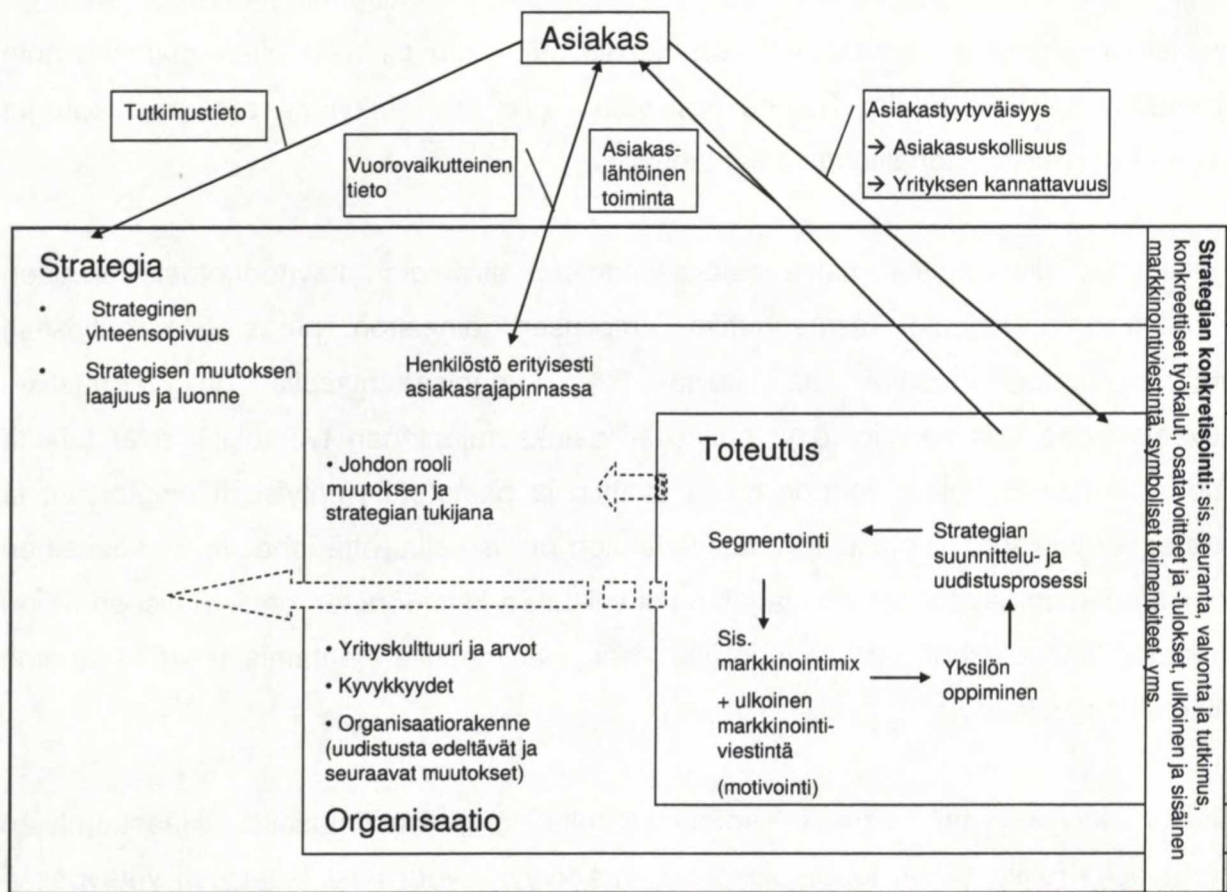 Asiakas
Tutkimustieto
Vuorovaikutteinen
tieto
Asiakas-
lähtöinen
toiminta
Asiakastyytyväisyys
→ Asiakasuskollisuus
→ Yrityksen kannattavuus
Strategia
• Strateginen
yhteensopivuus
• Strategisen muutoksen
laajuus ja luonne
Henkilöstö erityisesti
asiakasrajapinnassa
• Johdon rooli
muutoksen ja
strategian tukijana
• Yrityskulttuuri ja arvot
• Kyvykkyydet
• Organisaatiorakenne
(uudistusta edeltävät ja
seuraavat muutokset)
Organisaatio
Toteutus
Segmentointi
Strategian
suunnittelu- ja
uudistusprosessi
Sis.
markkinointimix
+ ulkoinen
markkinointi-
viestintä
(motivointi)
Yksilön
oppiminen
Strategian konkretisointi: sis. seuranta, valvonta ja tutkimus,
konkreettiset työkalut, osatavoitteet ja -tulokset, ulkoinen ja sisäinen
markkinointiviestintä, symboliset toimenpiteet, yms.